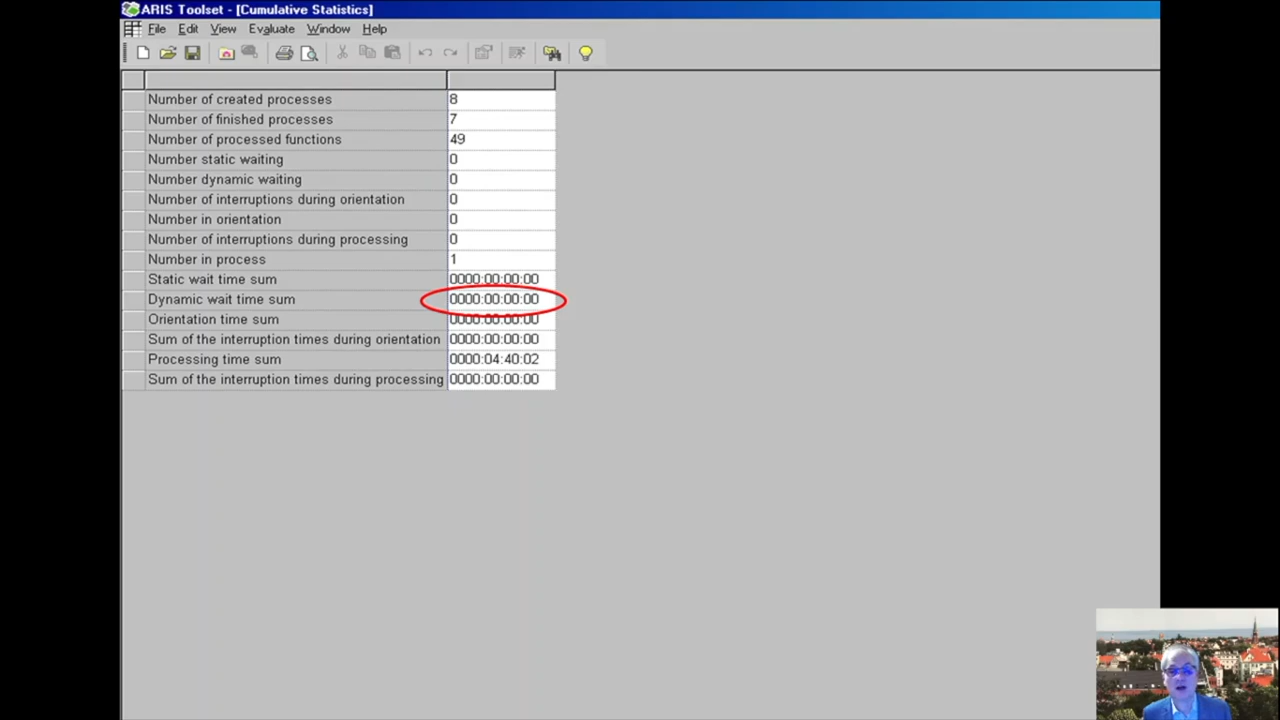 ARIS Toolset - [Cumulative Statistics]
File Edit View Evaluate Window Help
Number of created processes 8
Number of finished processes 7
Number of processed functions 49
Number static waiting 0
Number dynamic waiting 0
Number of interruptions during orientation 0
Number in orientation 0
Number of interruptions during processing 0
Number in process 1
Static wait time sum 0000:00:00:00
Dynamic wait time sum 0000:00:00:00
Orientation time sum 0000:00:00:00
Sum of the interruption times during orientation 0000:00:00:00
Processing time sum 0000:04:40:02
Sum of the interruption times during processing 0000:00:00:00